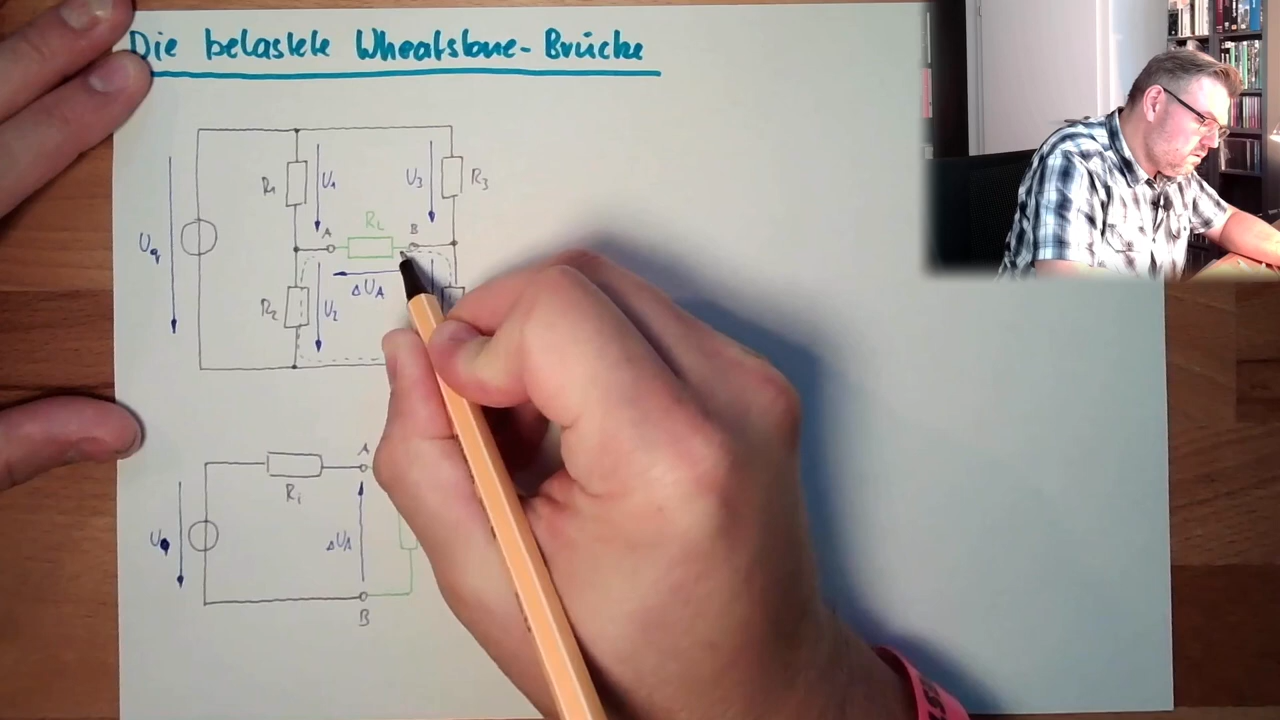 Die belastete Wheatstone-Brücke
R1 U1 U3 R3
A RL B
Uq
ΔUA
R2 U2
A
Ri
Uq ΔUA
B